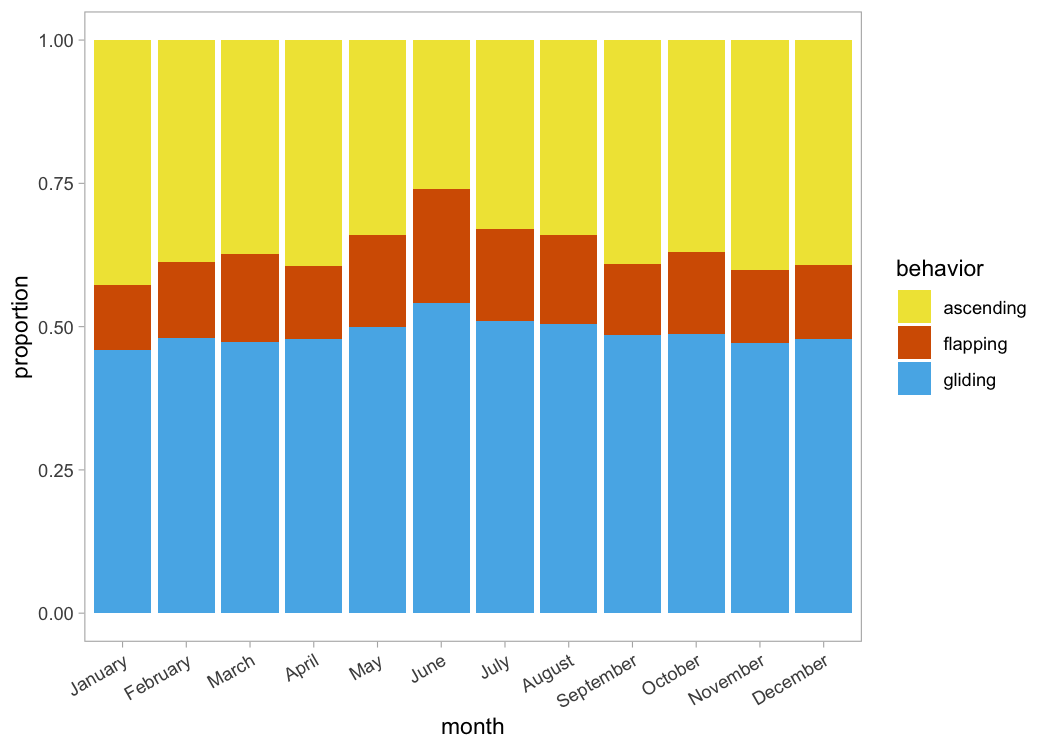 1.00
0.75
0.50
0.25
0.00
proportion
January
February
March
April
May
June
July
August
September
October
November
December
month
behavior
ascending
flapping
gliding